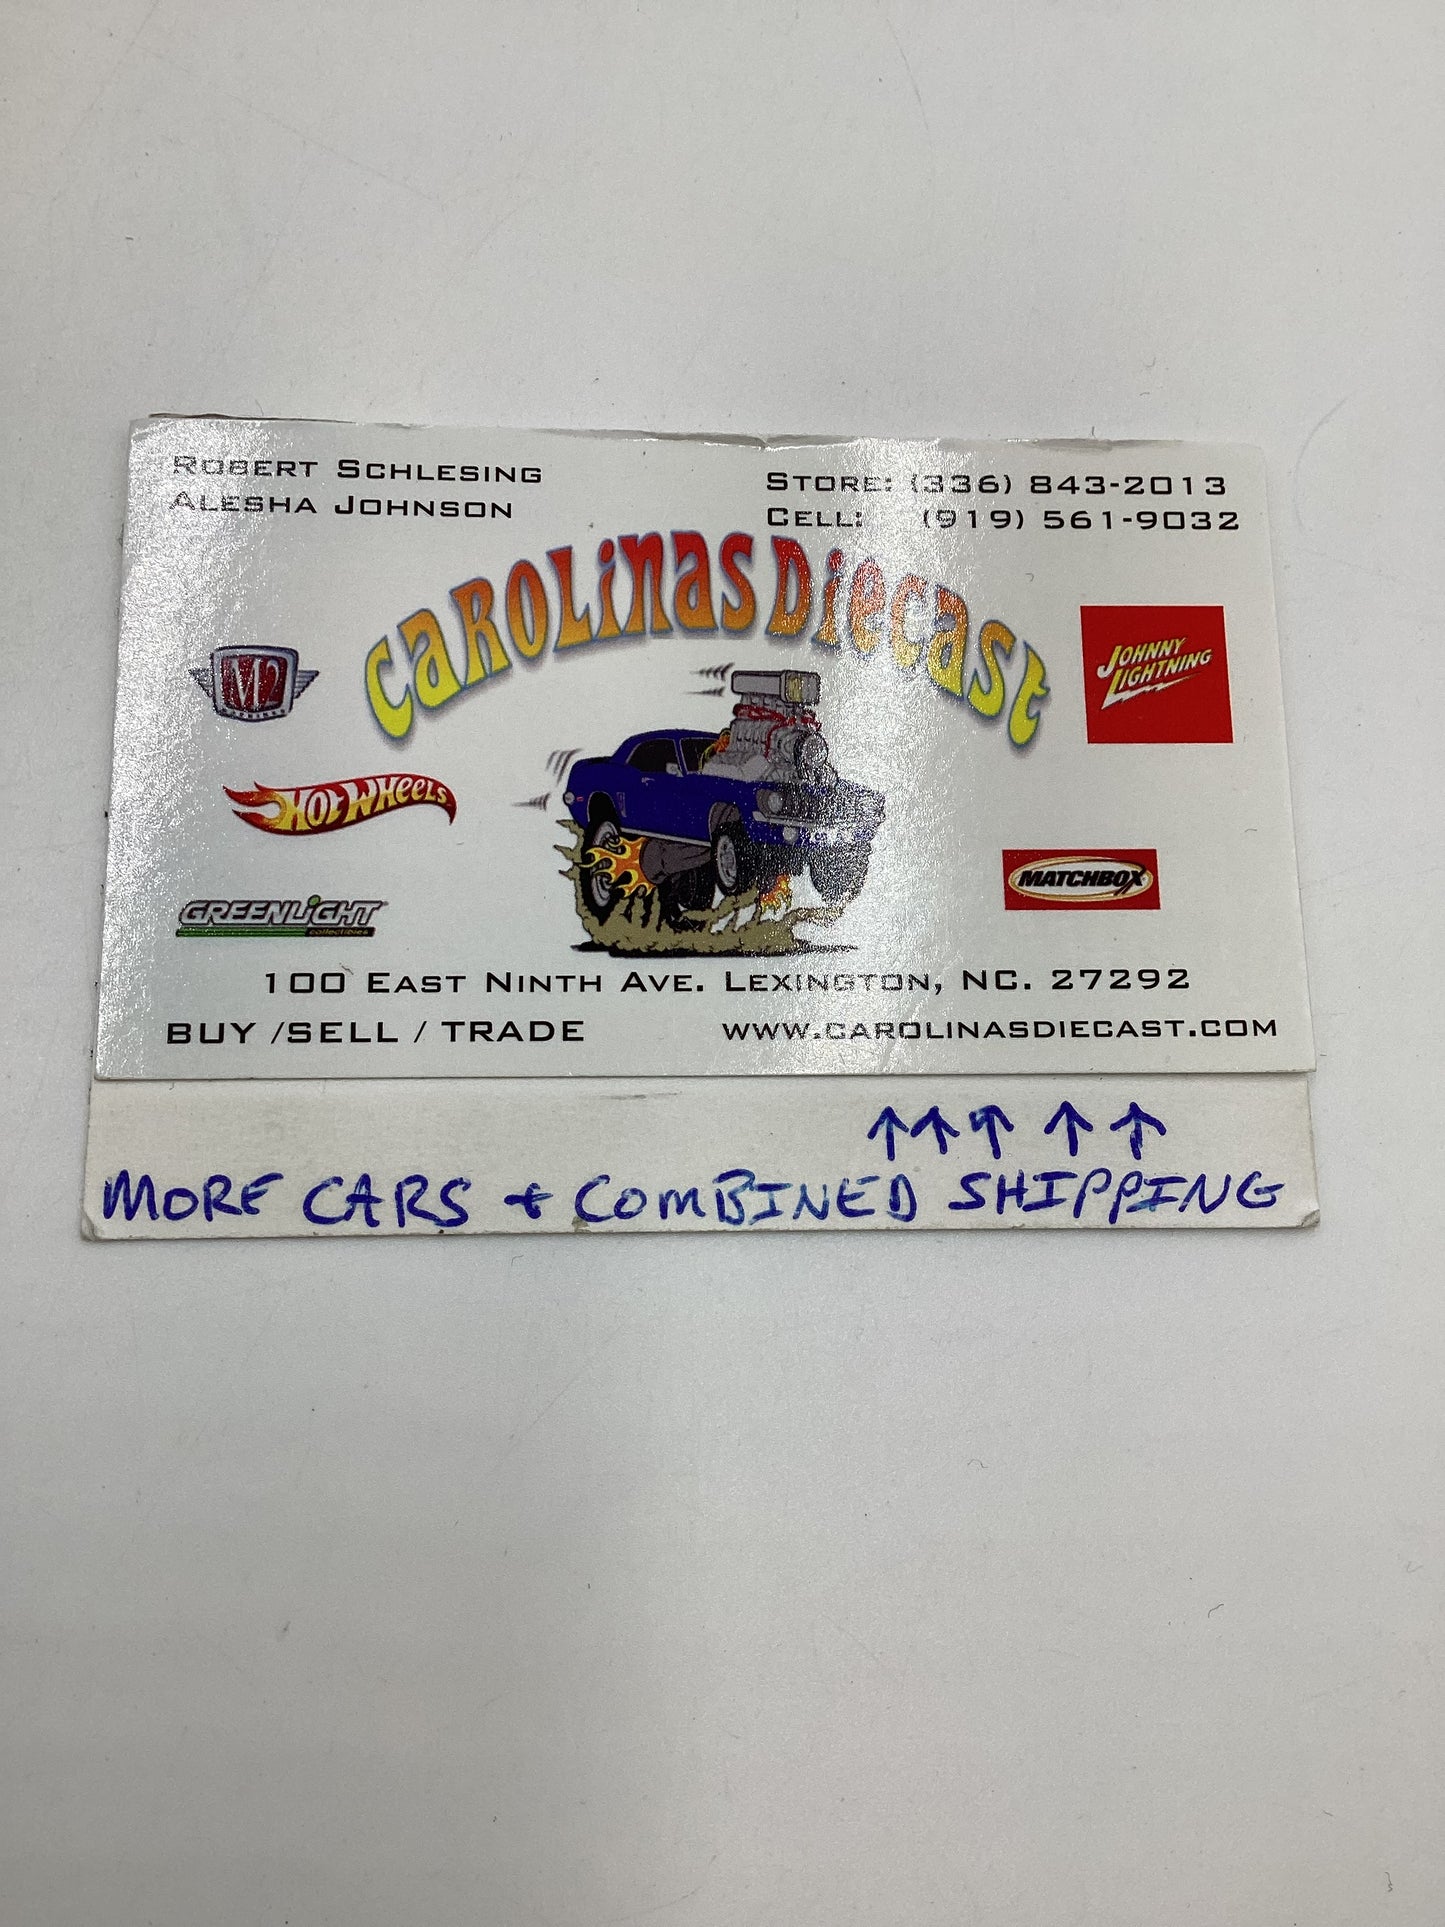 Robert Schlesing
Alesha Johnson
Store: (336) 843-2013
Cell: (919) 561-9032
Carolinas Diecast
M2
MACHINES
JOHNNY LIGHTNING
HOT WHEELS
MATCHBOX
GREENLIGHT
collectibles
100 East Ninth Ave. Lexington, NC. 27292
BUY /SELL / TRADE
www.carolinasdiecast.com
↑ ↑ ↑ ↑ ↑
MORE CARS + COMBINED SHIPPING